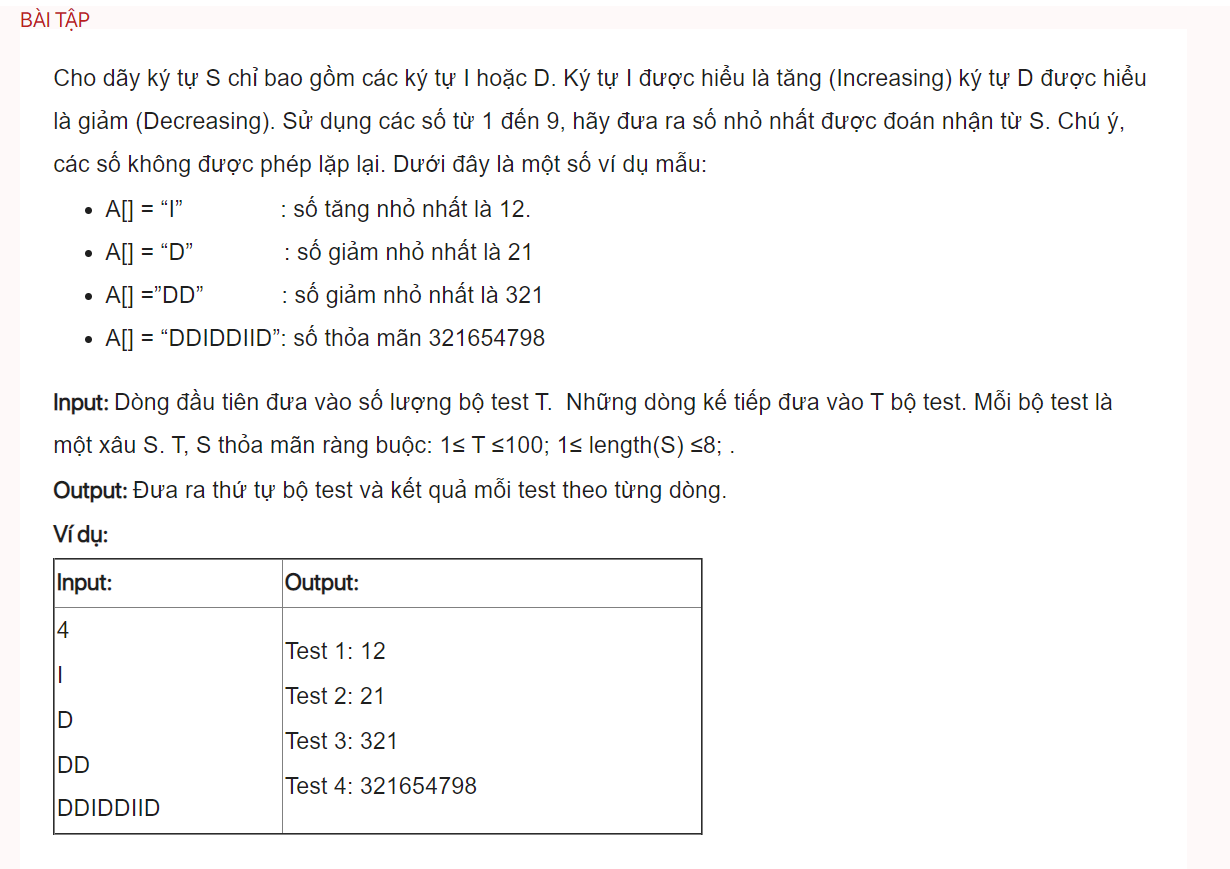 BÀI TẬP
Cho dãy ký tự S chỉ bao gồm các ký tự I hoặc D. Ký tự I được hiểu là tăng (Increasing) ký tự D được hiểu
là giảm (Decreasing). Sử dụng các số từ 1 đến 9, hãy đưa ra số nhỏ nhất được đoán nhận từ S. Chú ý,
các số không được phép lặp lại. Dưới đây là một số ví dụ mẫu:
• A[] = “I” : số tăng nhỏ nhất là 12.
• A[] = “D” : số giảm nhỏ nhất là 21
• A[] =”DD” : số giảm nhỏ nhất là 321
• A[] = “DDIDDIID”: số thỏa mãn 321654798
Input: Dòng đầu tiên đưa vào số lượng bộ test T. Những dòng kế tiếp đưa vào T bộ test. Mỗi bộ test là
một xâu S. T, S thỏa mãn ràng buộc: 1≤ T ≤100; 1≤ length(S) ≤8; .
Output: Đưa ra thứ tự bộ test và kết quả mỗi test theo từng dòng.
Ví dụ:
Input:
4
I
D
DD
DDIDDIID
Output:
Test 1: 12
Test 2: 21
Test 3: 321
Test 4: 321654798